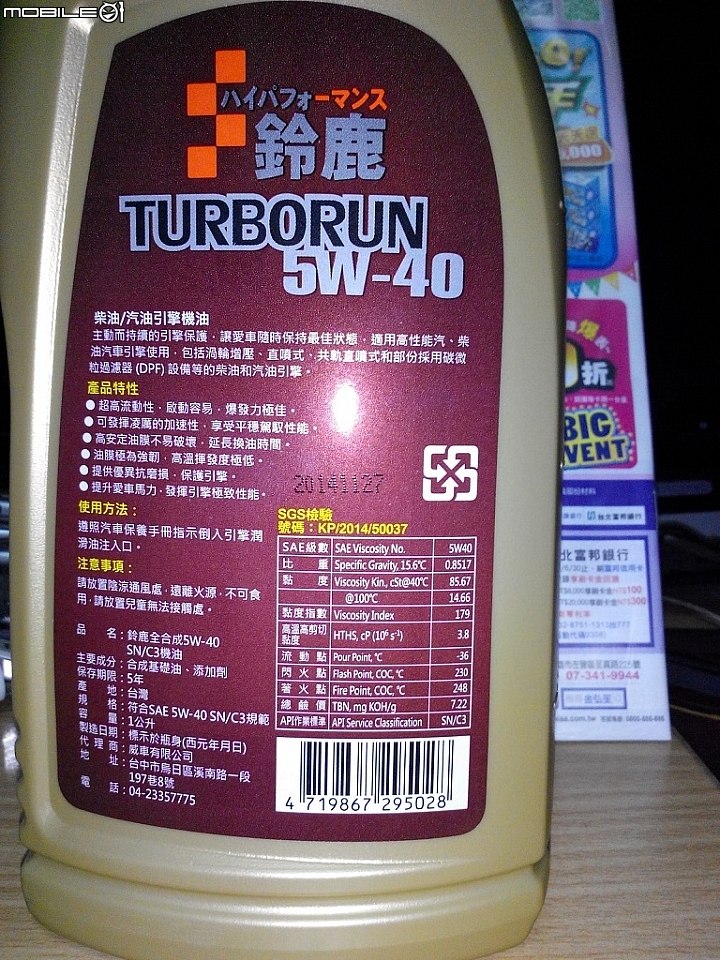 MOBILE01
ハイパフォーマンス
鈴鹿
TURBORUN
5W-40
柴油/汽油引擎機油
主動而持續的引擎保護，讓愛車隨時保持最佳狀態，適用高性能汽、柴
油汽車引擎使用，包括渦輪增壓、直噴式、共軌直噴式和部份採用碳微
粒過濾器 (DPF) 設備等的柴油和汽油引擎。
產品特性
● 超高流動性，啟動容易，爆發力極佳。
● 可發揮凌厲的加速性，享受平穩駕馭性能。
● 高安定油膜不易破壞，延長換油時間。
● 油膜極為強韌，高溫揮發度極低。
● 提供優異抗磨損，保護引擎。
● 提升愛車馬力，發揮引擎極致性能。
20141127
使用方法：
遵照汽車保養手冊指示倒入引擎潤
滑油注入口。
注意事項：
請放置陰涼通風處，遠離火源，不可食
用，請放置兒童無法接觸處。
品名：鈴鹿全合成5W-40
SN/C3機油
主要成分：合成基礎油、添加劑
保存期限：5年
產地：台灣
規格：符合SAE 5W-40 SN/C3規範
容量：1公升
製造日期：標示於瓶身(西元年月日)
代理商：威車有限公司
地址：台中市烏日區溪南路一段
197巷8號
電話：04-23357775
SGS檢驗
號碼：KP/2014/50037
SAE級數 SAE Viscosity No. 5W40
比重 Specific Gravity, 15.6℃ 0.8517
黏度 Viscosity Kin., cSt@40℃ 85.67
@100℃ 14.66
黏度指數 Viscosity Index 179
高溫高剪切黏度 HTHS, cP (10⁶ s⁻¹) 3.8
流動點 Pour Point, ℃ -36
閃火點 Flash Point, COC, ℃ 230
著火點 Fire Point, COC, ℃ 248
總鹼價 TBN, mg KOH/g 7.22
API作業標準 API Service Classification SN/C3
4 719867 295028
折
BIG
EVENT
台北富邦銀行
北富邦銀行
07-341-9944